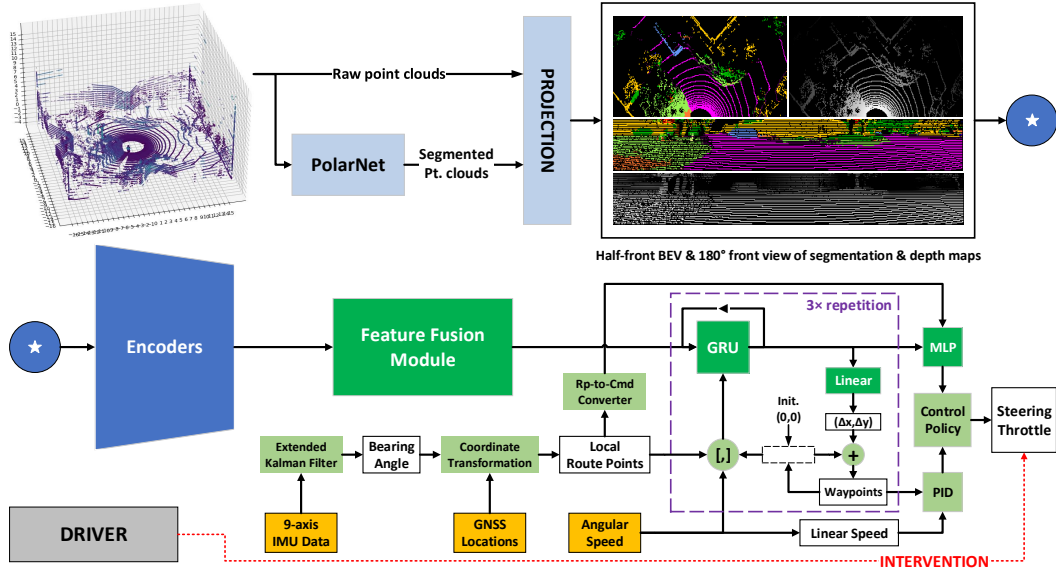 Raw point clouds
PolarNet
Segmented
Pt. clouds
PROJECTION
Half-front BEV & 180° front view of segmentation & depth maps
Encoders
Feature Fusion
Module
3× repetition
GRU
MLP
Linear
Rp-to-Cmd
Converter
Init.
(0,0)
(Δx,Δy)
Control
Policy
Steering
Throttle
Extended
Kalman Filter
Bearing
Angle
Coordinate
Transformation
Local
Route Points
[,]
+
Waypoints
PID
9-axis
IMU Data
GNSS
Locations
Angular
Speed
Linear Speed
DRIVER
INTERVENTION